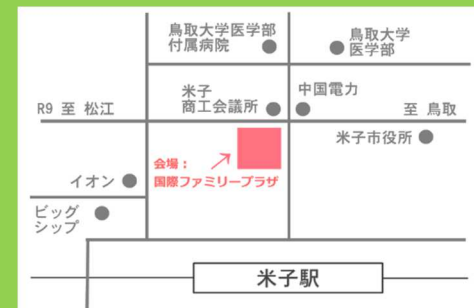 鳥取大学医学部
付属病院
鳥取大学
医学部
米子
商工会議所
中国電力
R9 至 松江
至 鳥取
米子市役所
会場：
国際ファミリープラザ
イオン
ビッグ
シップ
米子駅